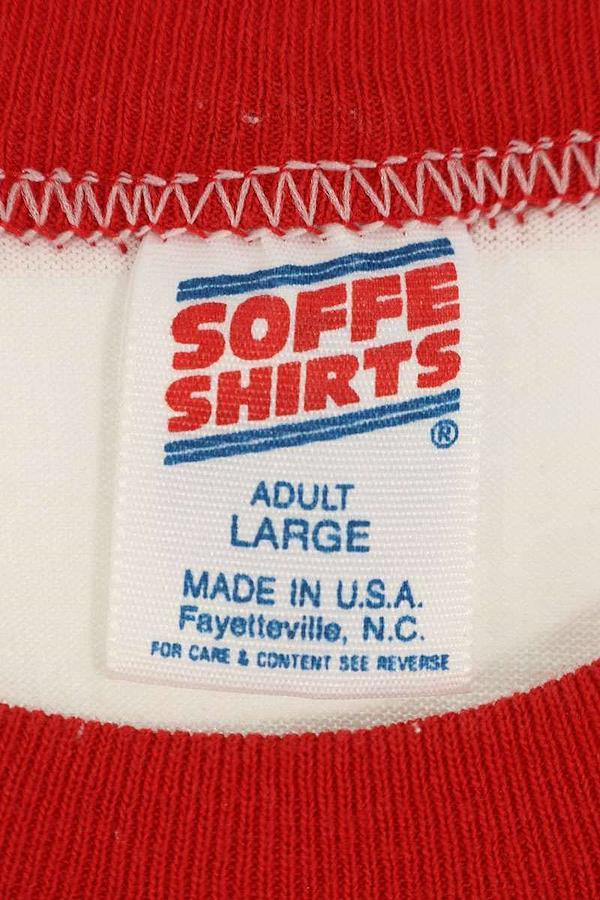 SOFFE
SHIRTS
®
ADULT
LARGE
MADE IN U.S.A.
Fayetteville, N.C.
FOR CARE & CONTENT SEE REVERSE